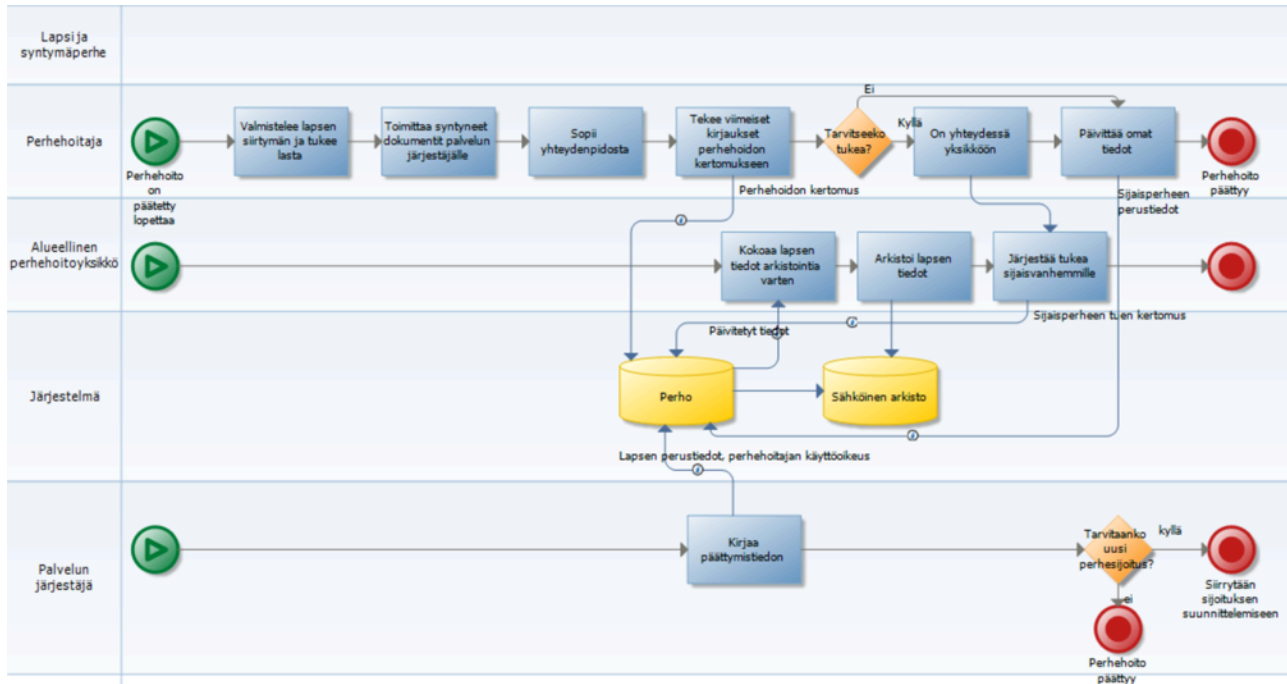 Lapsi ja
syntymäperhe
Perhehoitaja
Perhehoito
on
päätetty
lopettaa
Valmistelee lapsen
siirtymän ja tukee
lasta
Toimittaa syntyneet
dokumentit palvelun
järjestäjälle
Sopii
yhteydenpidosta
Tekee viimeiset
kirjaukset
perhehoidon
kertomukseen
Tarvitseeko
tukea?
Ei
Kyllä
On yhteydessä
yksikköön
Päivittää omat
tiedot
Perhehoito
päättyy
Perhehoidon kertomus
Sijaisperheen
perustiedot
Alueellinen
perhehoitoyksikkö
Kokoaa lapsen
tiedot arkistointia
varten
Arkistoi lapsen
tiedot
Järjestää tukea
sijaisvanhemmille
Päivitetyt tiedot
Sijaisperheen tuen kertomus
Järjestelmä
Perho
Sähköinen arkisto
Lapsen perustiedot, perhehoitajan käyttöoikeus
Palvelun
järjestäjä
Kirjaa
päättymistiedon
Tarvitaanko
uusi
perhesijoitus?
kyllä
ei
Siirrytään
sijoituksen
suunnittelemiseen
Perhehoito
päättyy